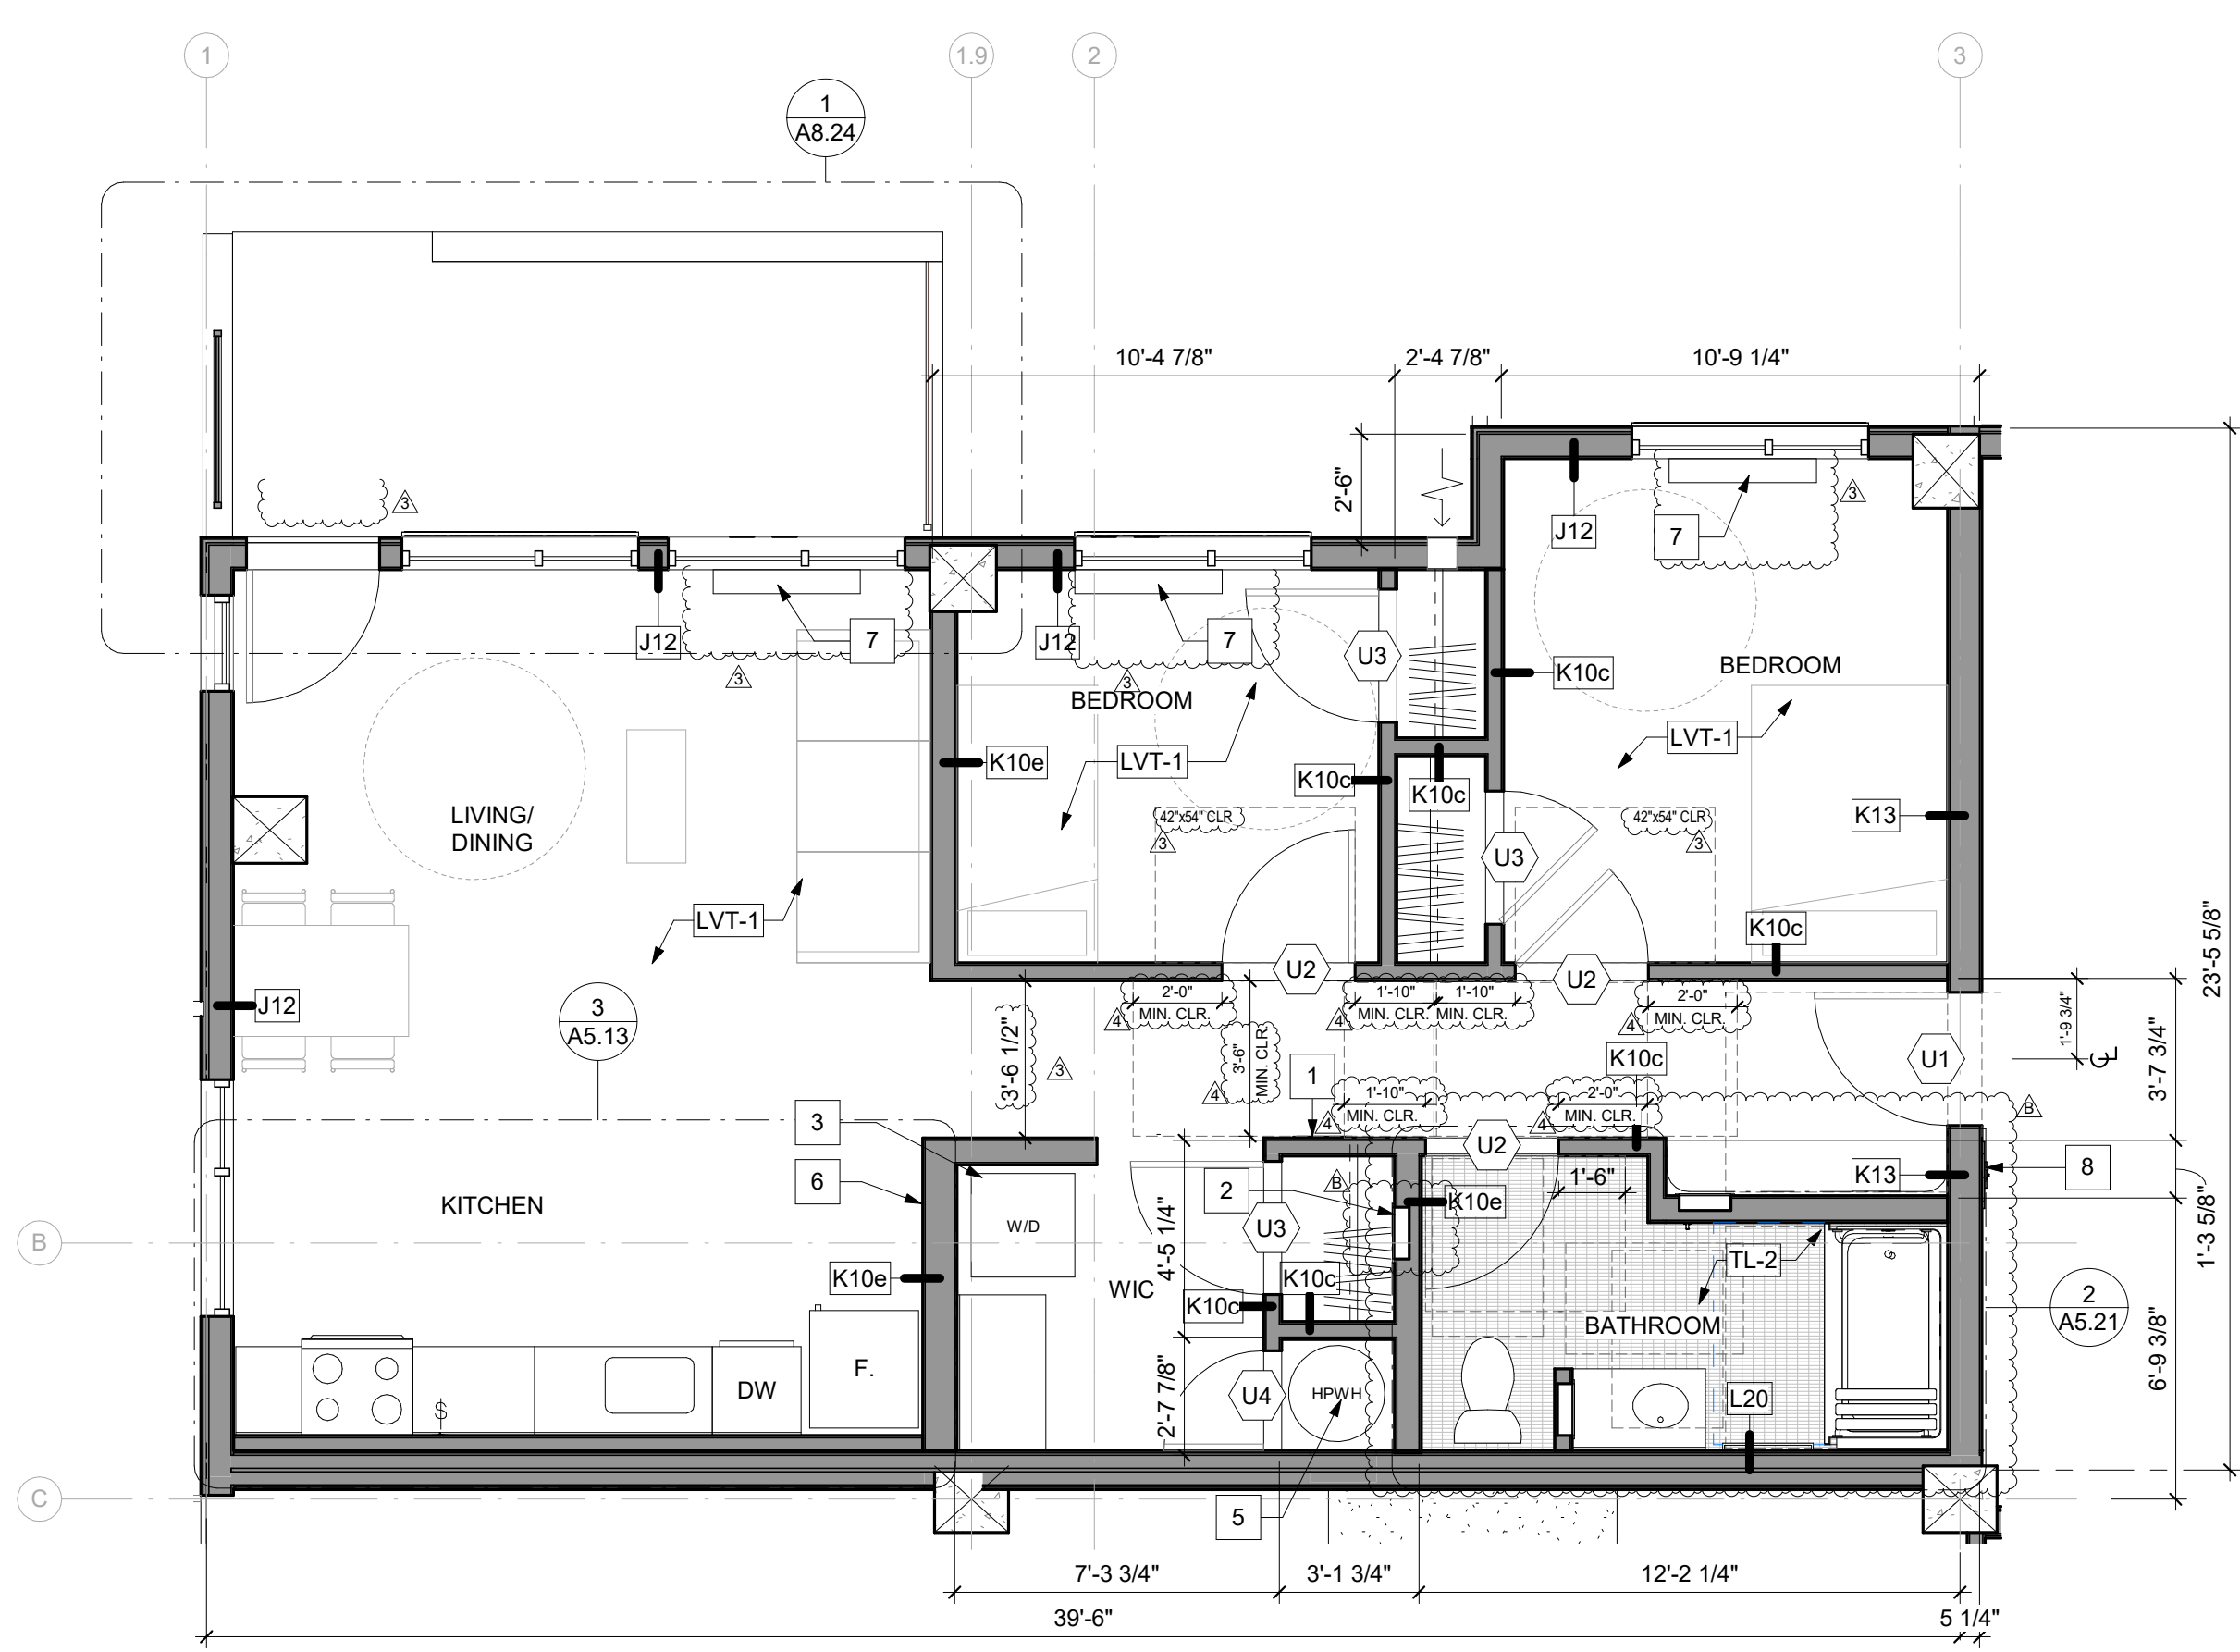 1
1.9
2
3
1
A8.24
10'-4 7/8"
2'-4 7/8"
10'-9 1/4"
2'-6"
3
3
J12
7
J12
7
J12
7
3
3
U3
K10c
BEDROOM
BEDROOM
LVT-1
LVT-1
K10e
K10c
K10c
LIVING/
DINING
42"x54" CLR
3
42"x54" CLR
3
K13
U3
LVT-1
K10c
23'-5 5/8"
U2
U2
J12
3
A5.13
2'-0"
MIN. CLR.
4
1'-10"
MIN. CLR.
1'-10"
MIN. CLR.
4
2'-0"
MIN. CLR.
4
1'-9 3/4"
3'-6 1/2"
3
3'-6"
MIN. CLR.
4
K10c
U1
CL
3'-7 3/4"
1
1'-10"
MIN. CLR.
4
2'-0"
MIN. CLR.
4
B
3
U2
6
2
B
K10e
1'-6"
K13
8
KITCHEN
W/D
4'-5 1/4"
U3
1'-3 5/8"
B
K10e
WIC
K10c
K10c
TL-2
BATHROOM
2
A5.21
DW
F.
S
2'-7 7/8"
U4
HPWH
L20
6'-9 3/8"
C
5
7'-3 3/4"
3'-1 3/4"
12'-2 1/4"
39'-6"
5 1/4"